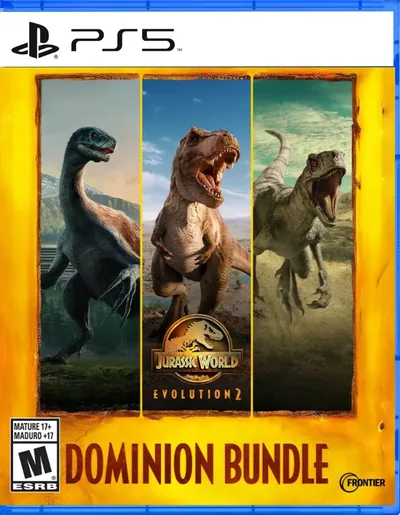 PS5
JURASSIC WORLD
EVOLUTION 2
MATURE 17+
MADURO +17
M
ESRB
DOMINION BUNDLE
FRONTIER